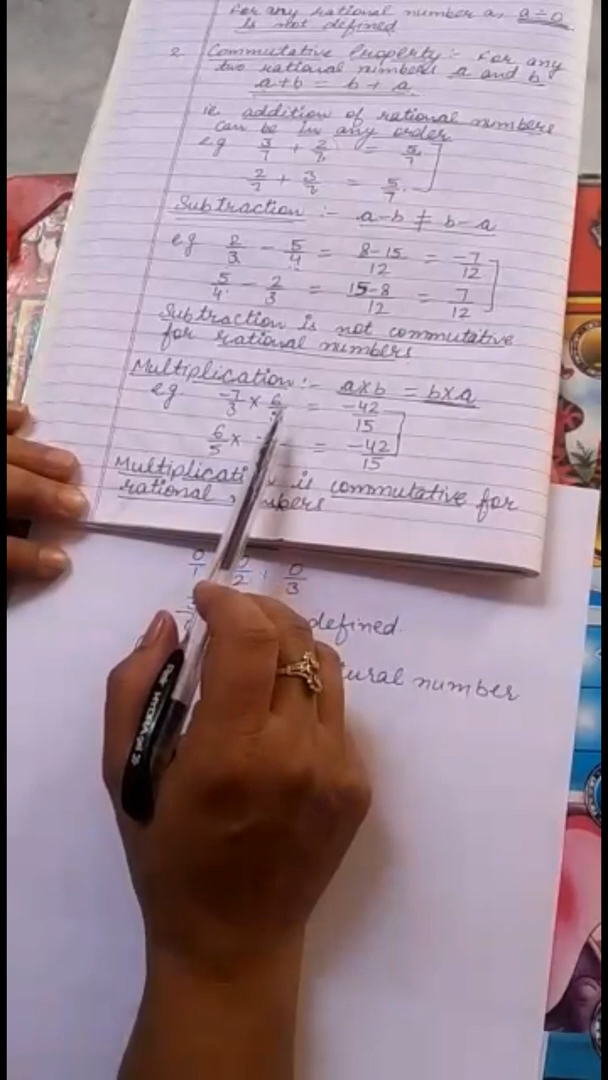 For any rational number a, a÷0
is not defined
2 Commutative Property :- For any
two rational numbers a and b
a+b = b+a
ie addition of rational numbers
can be in any order
eg 3/7 + 2/7 = 5/7
2/7 + 3/7 = 5/7
Subtraction :- a-b ≠ b-a
eg 2/3 - 5/4 = 8-15/12 = -7/12
5/4 - 2/3 = 15-8/12 = 7/12
Subtraction is not commutative
for rational numbers
Multiplication :- a×b = b×a
eg. -7/3 × 6/5 = -42/15
6/5 × = -42/15
Multiplication is commutative for
rational numbers
0/1 0/2 , 0/3
defined.
tural number